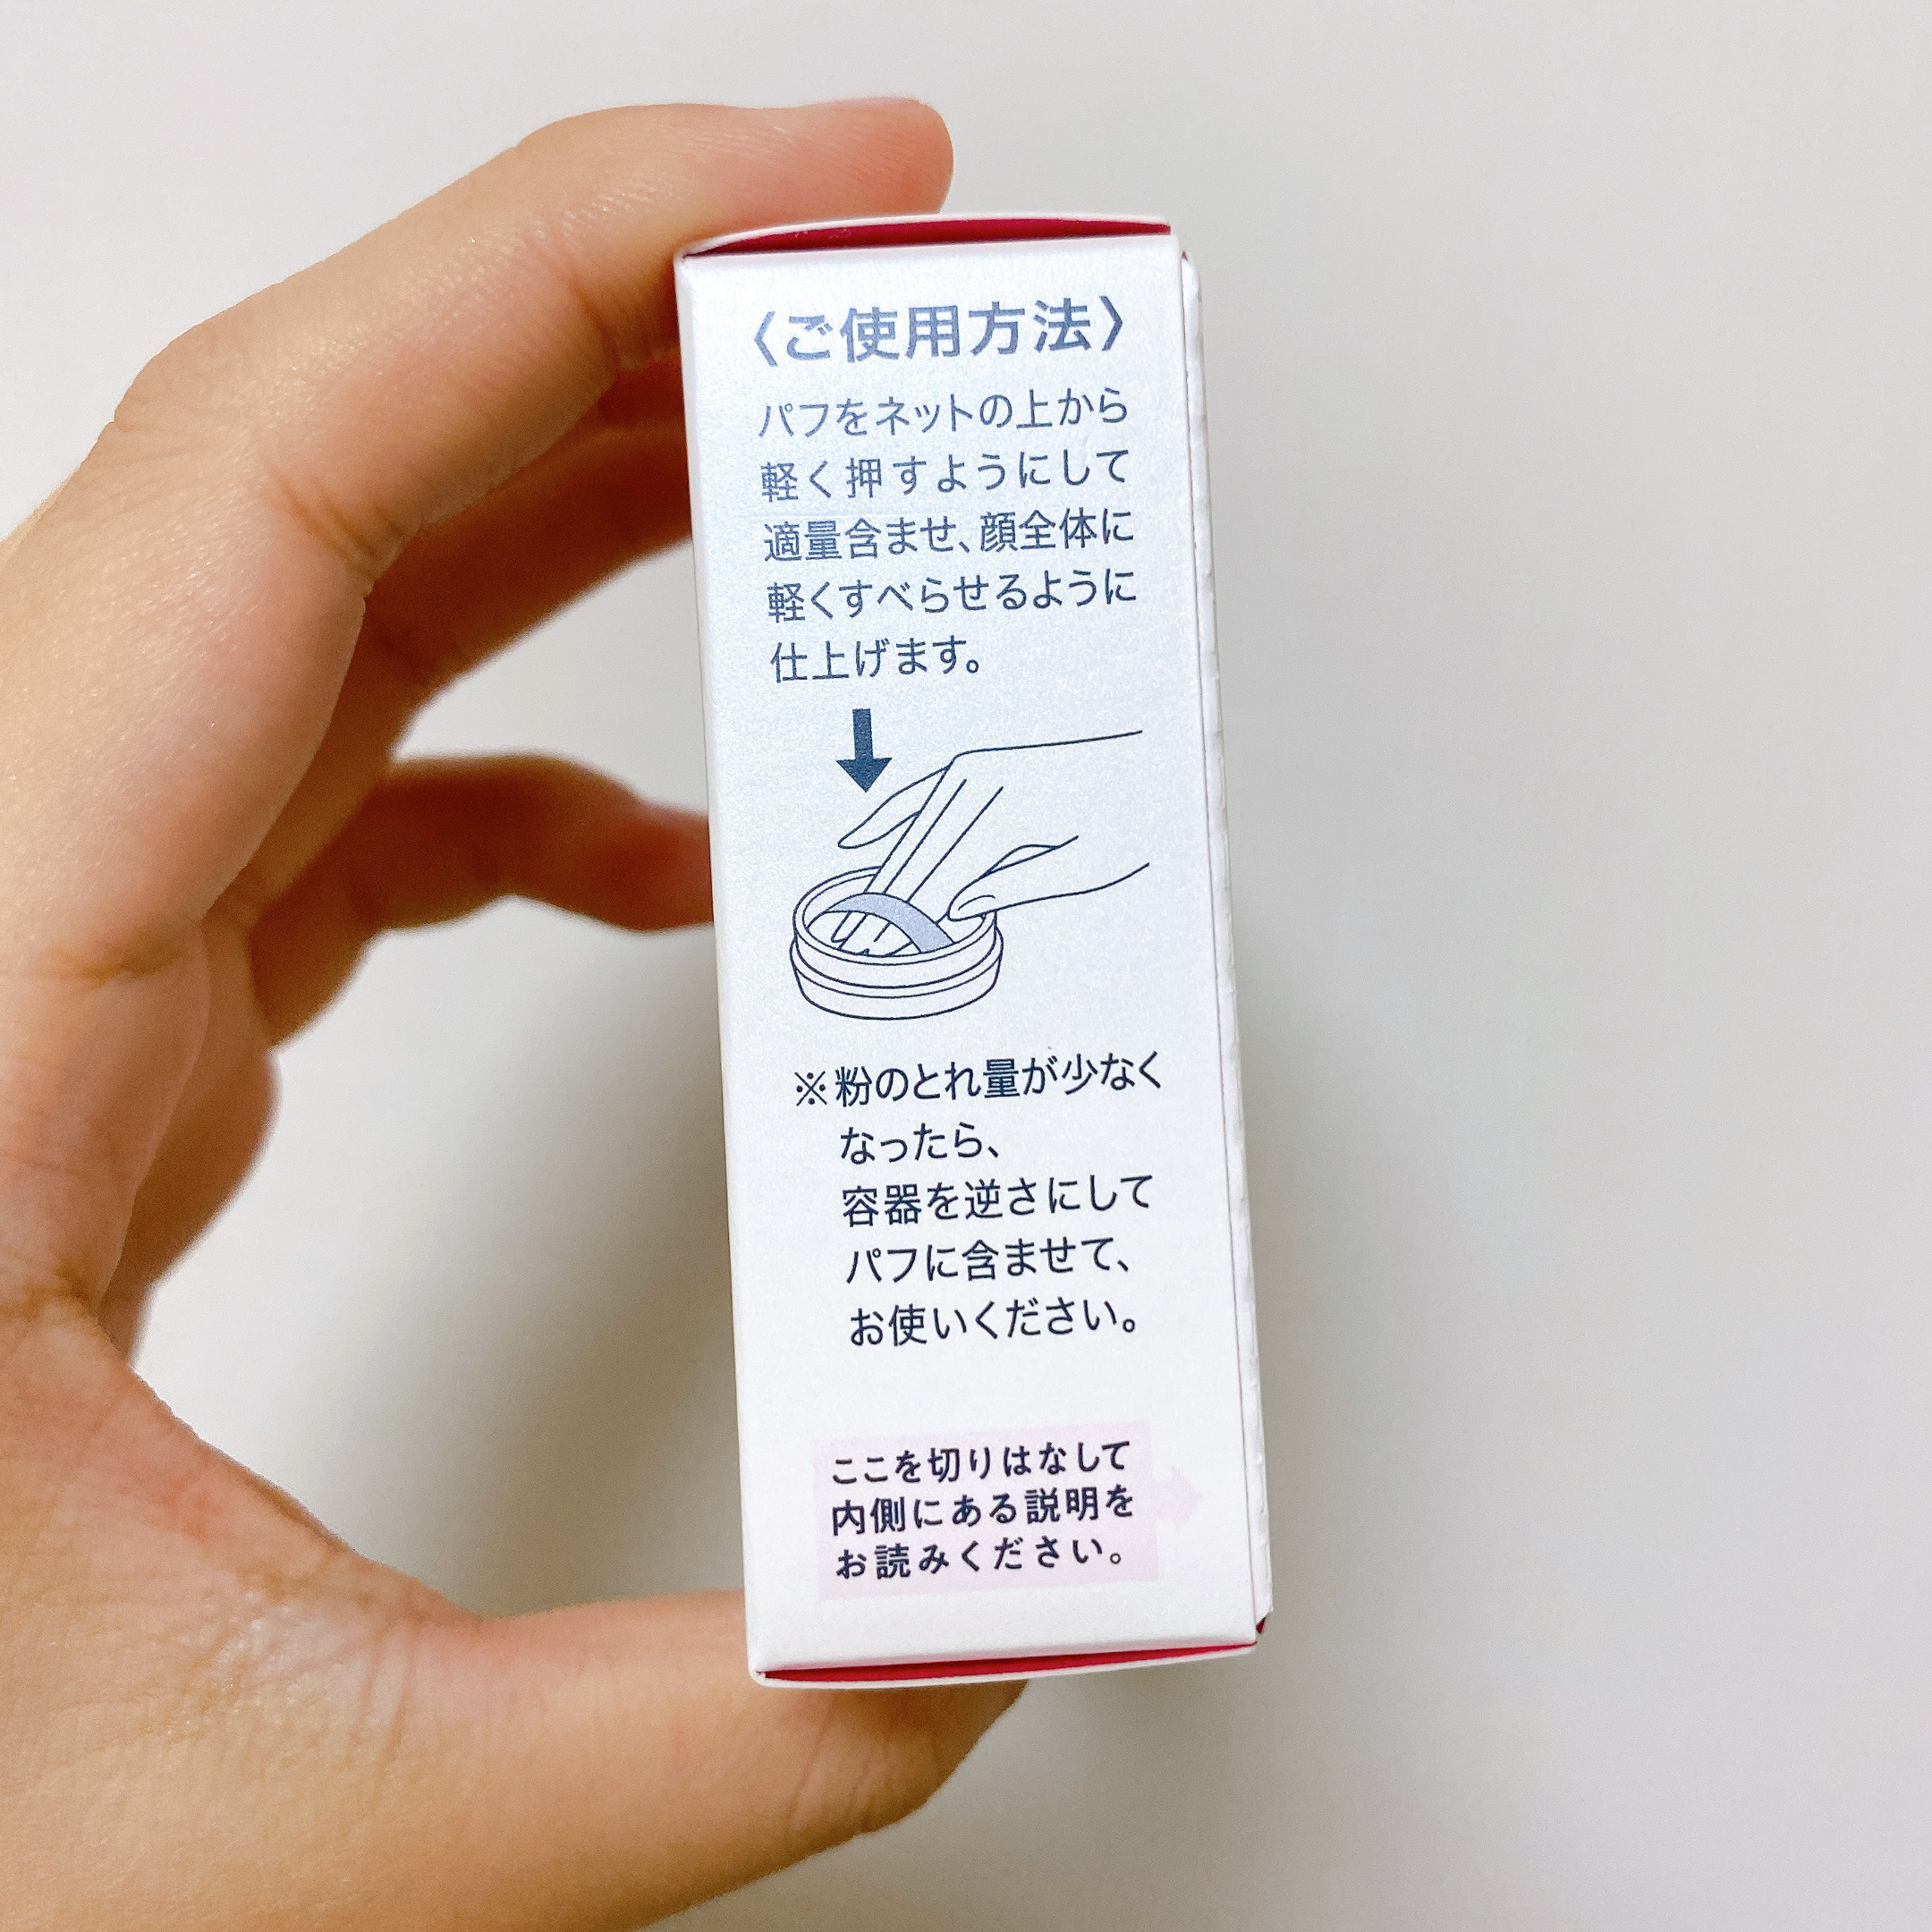 〈ご使用方法〉
パフをネットの上から
軽く押すようにして
適量含ませ、顔全体に
軽くすべらせるように
仕上げます。
※粉のとれ量が少なく
なったら、
容器を逆さにして
パフに含ませて、
お使いください。
ここを切りはなして
内側にある説明を
お読みください。